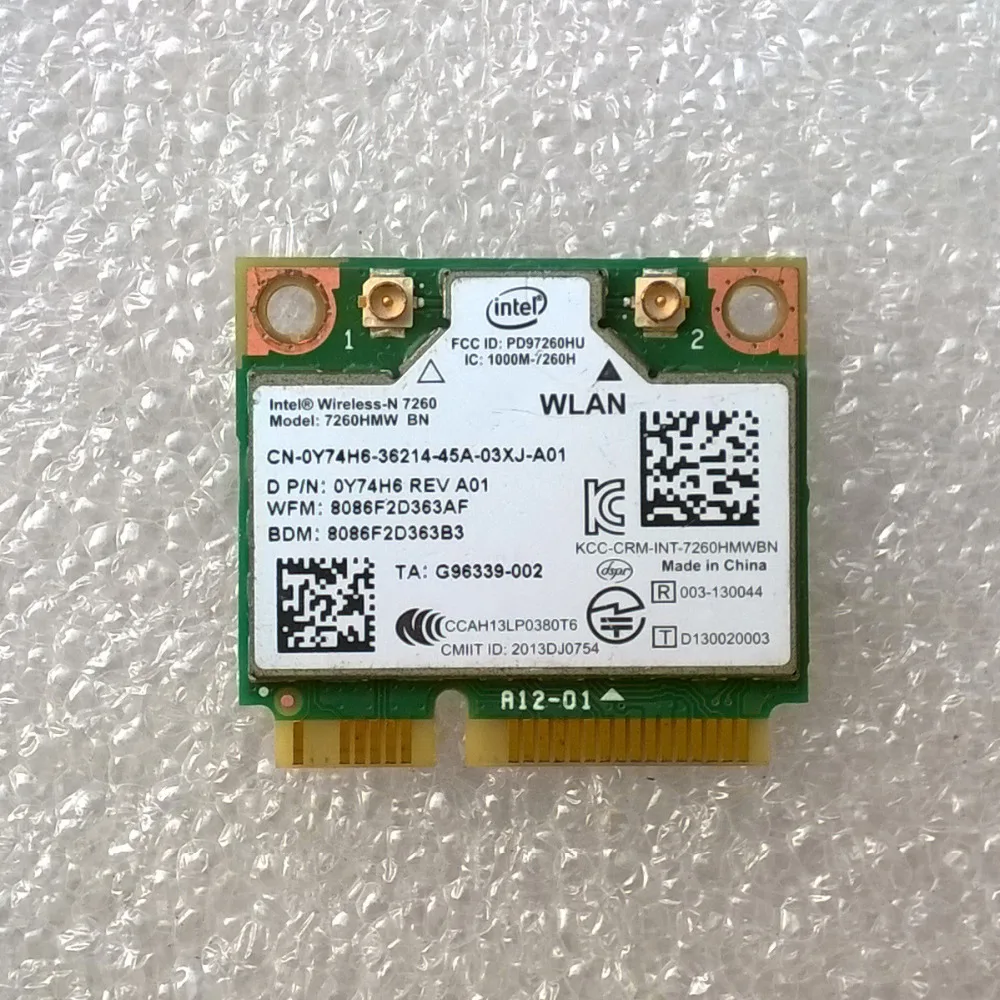 1
intel
2
FCC ID: PD97260HU
IC: 1000M-7260H
Intel® Wireless-N 7260
Model: 7260HMW BN
WLAN
CN-0Y74H6-36214-45A-03XJ-A01
D P/N: 0Y74H6 REV A01
WFM: 8086F2D363AF
BDM: 8086F2D363B3
KCC-CRM-INT-7260HMWBN
Made in China
TA: G96339-002
dspr
R 003-130044
CCAH13LP0380T6
T D130020003
CMIIT ID: 2013DJ0754
A12-01